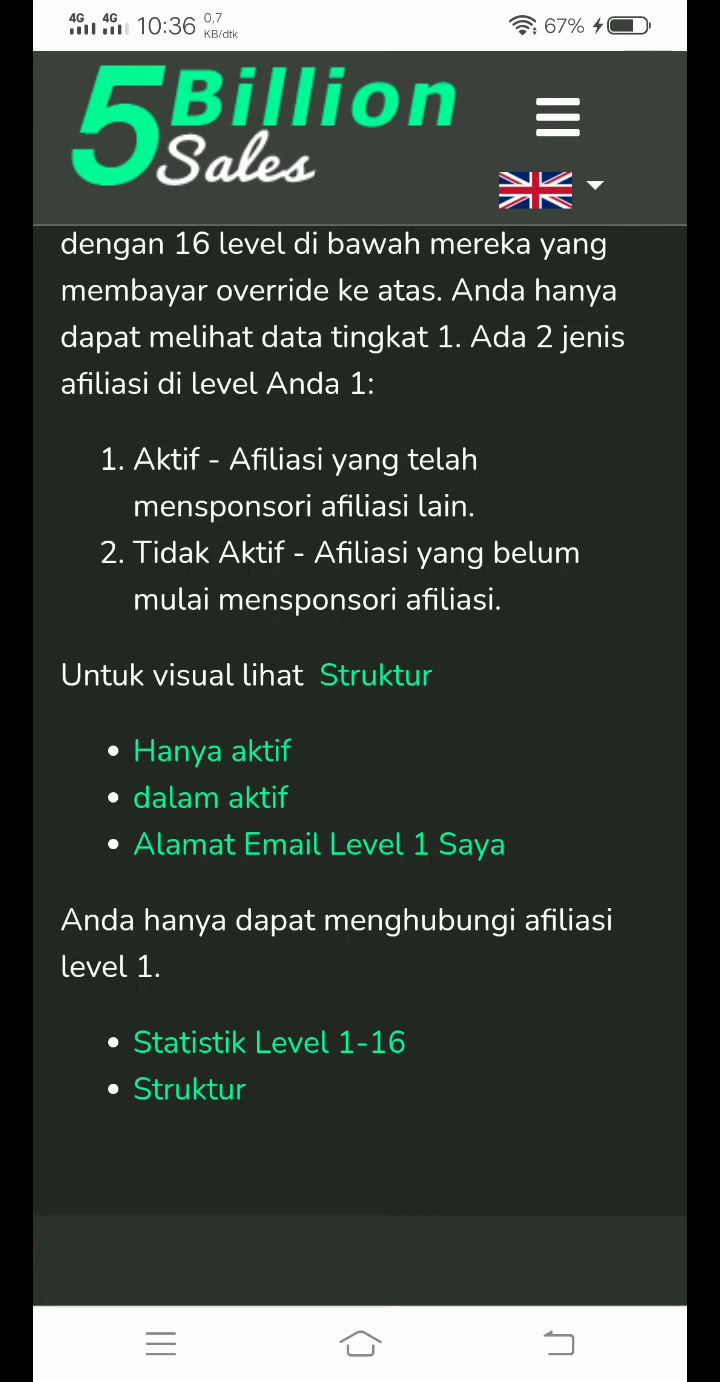 4G 4G 10:36 0,7 KB/dtk 67%
5 Billion Sales
dengan 16 level di bawah mereka yang
membayar override ke atas. Anda hanya
dapat melihat data tingkat 1. Ada 2 jenis
afiliasi di level Anda 1:
1. Aktif - Afiliasi yang telah
mensponsori afiliasi lain.
2. Tidak Aktif - Afiliasi yang belum
mulai mensponsori afiliasi.
Untuk visual lihat Struktur
• Hanya aktif
• dalam aktif
• Alamat Email Level 1 Saya
Anda hanya dapat menghubungi afiliasi
level 1.
• Statistik Level 1-16
• Struktur